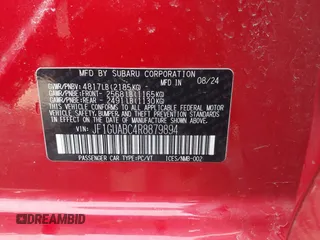 MFD BY SUBARU CORPORATION
08/24
GVWR/PNBV: 4817LB(2185KG)
GAWR/PNBE:FRONT- 2568LB(1165KG)
GAWR/PNBE:REAR - 2491LB(1130KG)
THIS VEHICLE CONFORMS TO ALL APPLICABLE
FEDERAL MOTOR VEHICLE SAFETY, BUMPER,
AND THEFT PREVENTION STANDARDS IN EFFECT
ON THE DATE OF MANUFACTURE SHOWN ABOVE.
VIN: JF1GUABC4R8879894
PASSENGER CAR TYPE:PC/VT ICES/NMB-002
DREAMBID